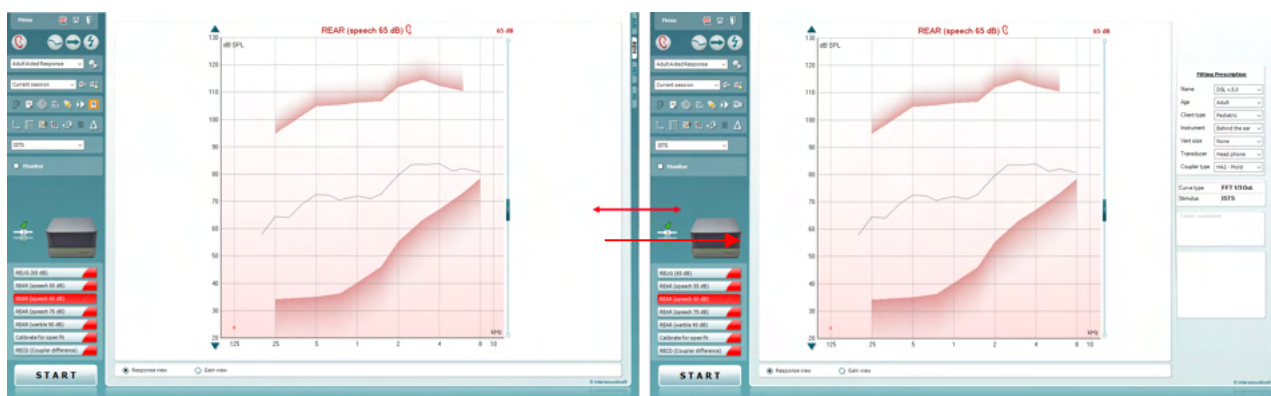 Menu
Adult Aided Response
Current session
ISTS
Monitor
REUG (65 dB)
REAR (speech 55 dB)
REAR (speech 65 dB)
REAR (speech 75 dB)
REAR (warble 90 dB)
Calibrate for open fit
RECD (Coupler difference)
START
REAR (speech 65 dB)
65 dB
dB SPL
130
120
110
100
90
80
70
60
50
40
30
20
125 .25 .5 1 2 4 8 10
kHz
Response view Gain view
Menu
Adult Aided Response
Current session
ISTS
Monitor
REUG (65 dB)
REAR (speech 55 dB)
REAR (speech 65 dB)
REAR (speech 75 dB)
REAR (warble 90 dB)
Calibrate for open fit
RECD (Coupler difference)
START
REAR (speech 65 dB)
65 dB
dB SPL
130
120
110
100
90
80
70
60
50
40
30
20
125 .25 .5 1 2 4 8 10
kHz
Response view Gain view
Fitting Prescription
Name DSL v.5.0
Age Adult
Client type Pediatric
Instrument Behind the ear
Vent size None
Transducer Head phone
Coupler type HA2 - Mold
Curve type FFT 1/3 Oct
Stimulus ISTS